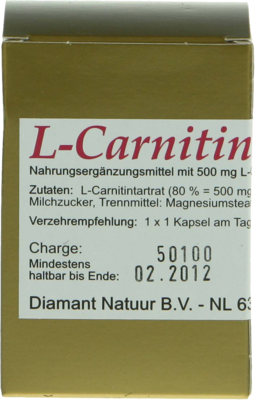 L-Carnitin
Nahrungsergänzungsmittel mit 500 mg L-
Zutaten: L-Carnitintartrat (80 % = 500 mg
Milchzucker, Trennmittel: Magnesiumstea
Verzehrempfehlung: 1 x 1 Kapsel am Tag
Charge: 50100
Mindestens
haltbar bis Ende: 02.2012
Diamant Natuur B.V. - NL 63